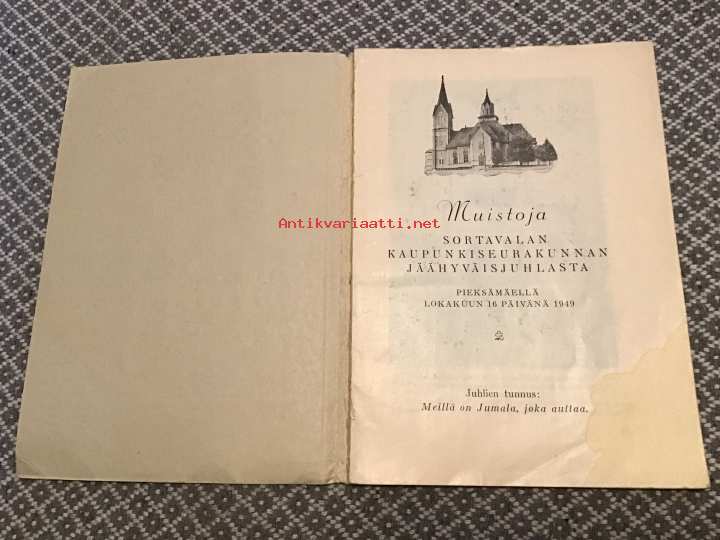 Muistoja
Antikvariaatti.net
SORTAVALAN
KAUPUNKISEURAKUNNAN
JÄÄHYVÄISJUHLASTA
PIEKSÄMÄELLÄ
LOKAKUUN 16 PÄIVÄNÄ 1949
Juhlien tunnus:
Meillä on Jumala, joka auttaa.